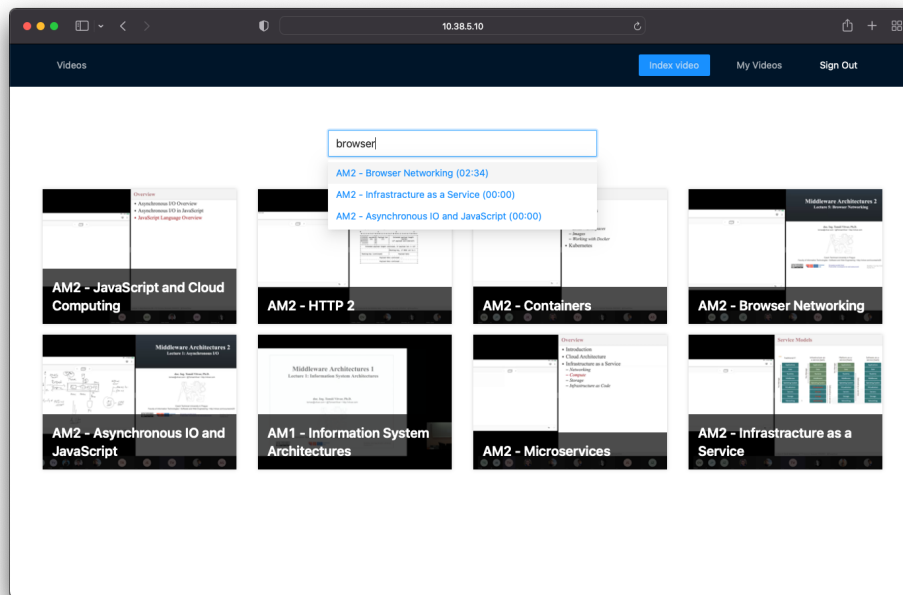 10.38.5.10
Videos
Index video
My Videos
Sign Out
browser
AM2 - Browser Networking (02:34)
AM2 - Infrastracture as a Service (00:00)
AM2 - Asynchronous IO and JavaScript (00:00)
Overview
• Asynchronous I/O Overview
• Asynchronous I/O in JavaScript
• JavaScript Language Overview
AM2 - JavaScript and Cloud
Computing
AM2 - HTTP 2
– Images
– Working with Docker
• Kubernetes
AM2 - Containers
Middleware Architectures 2
Lecture 5: Browser Networking
AM2 - Browser Networking
Middleware Architectures 2
Lecture 1: Asynchronous I/O
AM2 - Asynchronous IO and
JavaScript
Middleware Architectures 1
Lecture 1: Information System Architectures
AM1 - Information System
Architectures
Overview
• Introduction
• Cloud Architecture
• Infrastructure as a Service
– Networking
– Compute
– Storage
– Infrastructure as Code
AM2 - Microservices
Service Models
AM2 - Infrastracture as a
Service